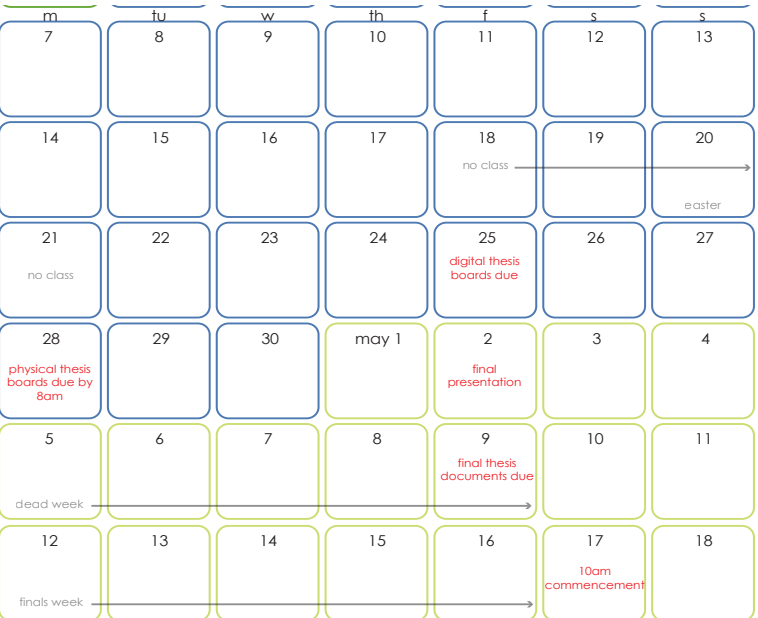 m tu w th f s s
7 8 9 10 11 12 13
14 15 16 17 18 19 20
no class
easter
21 22 23 24 25 26 27
no class
digital thesis
boards due
28 29 30 may 1 2 3 4
physical thesis
boards due by
8am
final
presentation
5 6 7 8 9 10 11
final thesis
documents due
dead week
12 13 14 15 16 17 18
10am
commencement
finals week